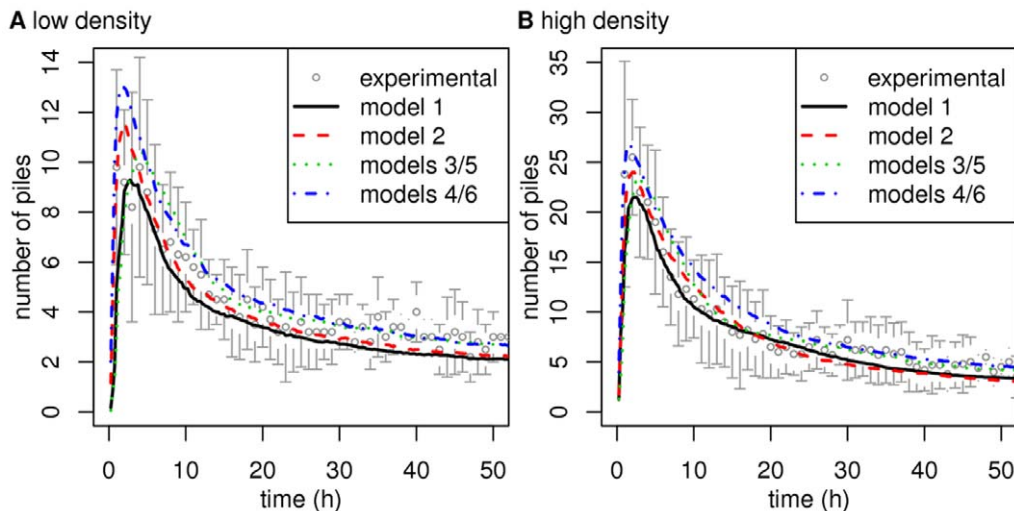 A low density
number of piles
14
12
10
8
6
4
2
0
experimental
model 1
model 2
models 3/5
models 4/6
0 10 20 30 40 50
time (h)
B high density
number of piles
35
30
25
20
15
10
5
0
experimental
model 1
model 2
models 3/5
models 4/6
0 10 20 30 40 50
time (h)